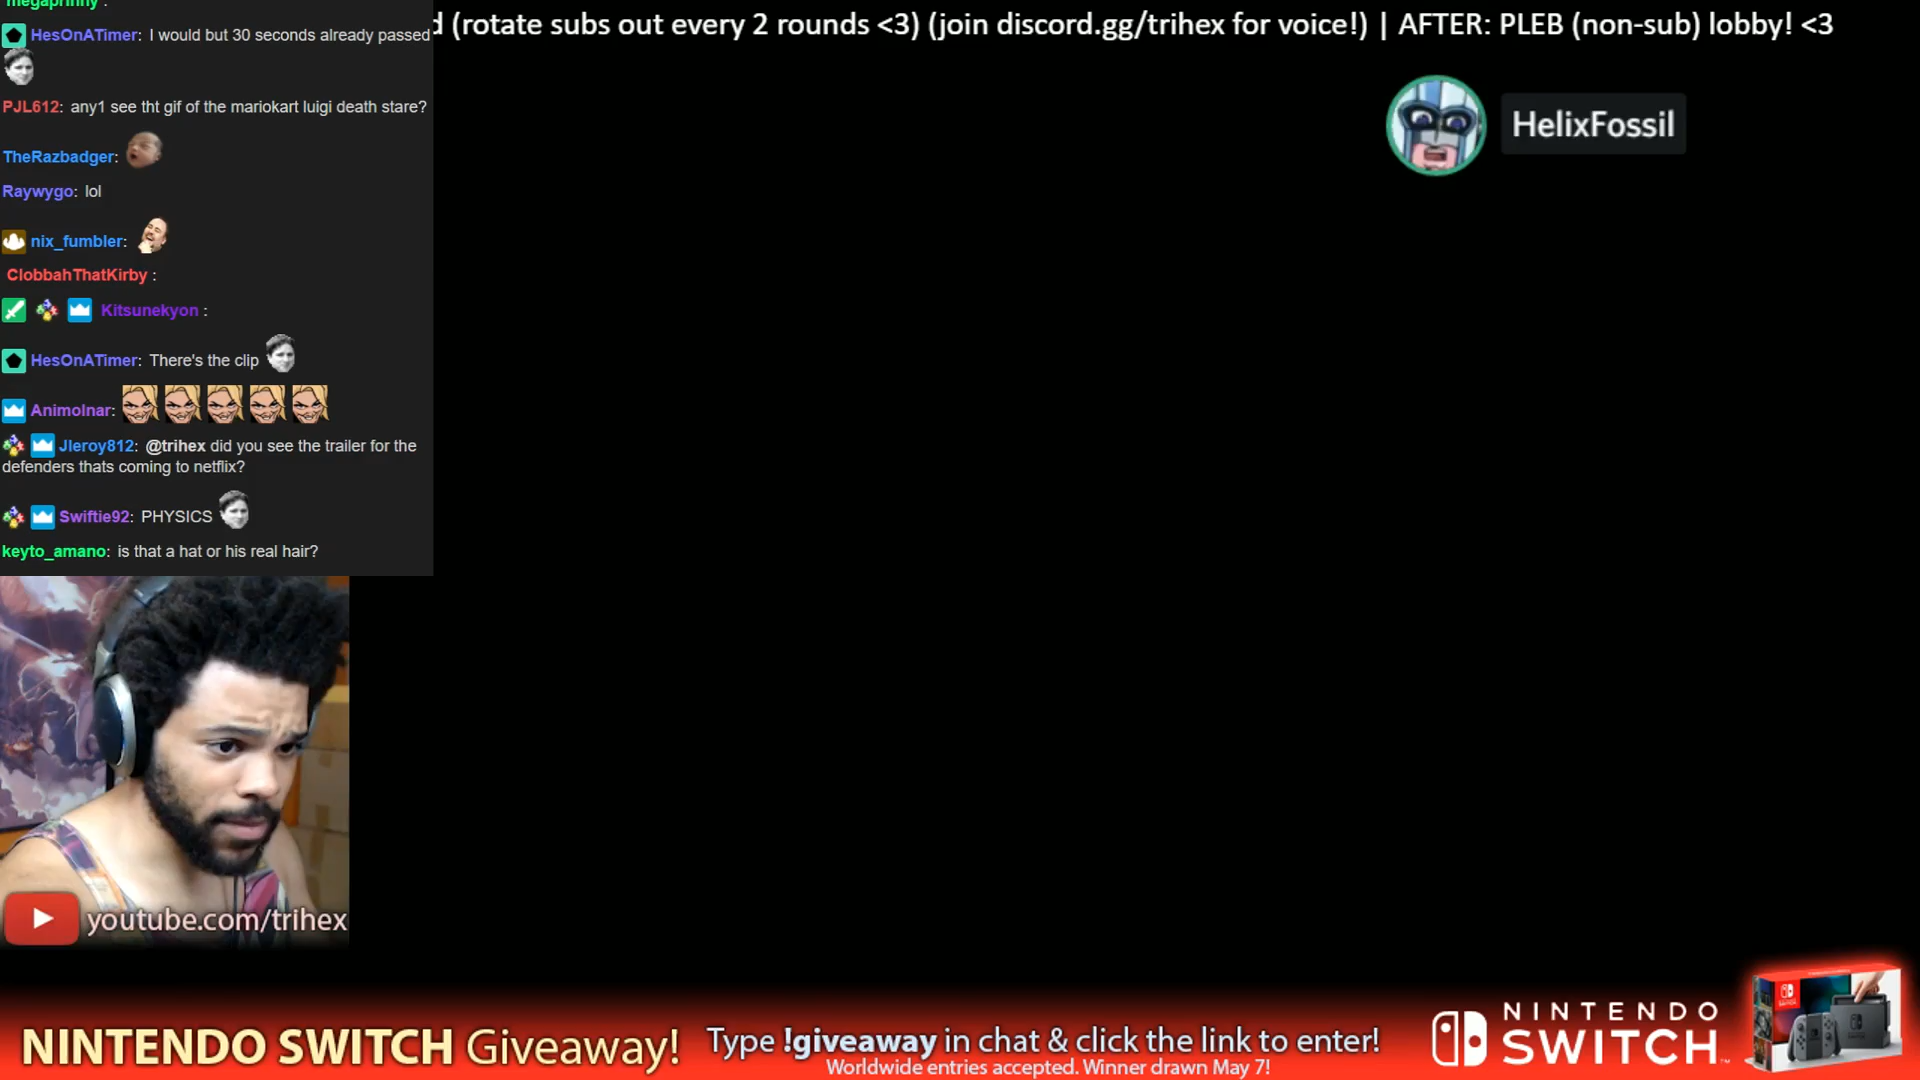 megaprinny :
d (rotate subs out every 2 rounds <3) (join discord.gg/trihex for voice!) | AFTER: PLEB (non-sub) lobby! <3
HesOnATimer: I would but 30 seconds already passed
PJL612: any1 see tht gif of the mariokart luigi death stare?
TheRazbadger:
Raywygo: lol
nix_fumbler:
ClobbahThatKirby :
Kitsunekyon :
HesOnATimer: There's the clip
Animolnar:
Jleroy812: @trihex did you see the trailer for the
defenders thats coming to netflix?
Swiftie92: PHYSICS
keyto_amano: is that a hat or his real hair?
HelixFossil
youtube.com/trihex
NINTENDO SWITCH Giveaway!
Type !giveaway in chat & click the link to enter!
Worldwide entries accepted. Winner drawn May 7!
NINTENDO
SWITCH